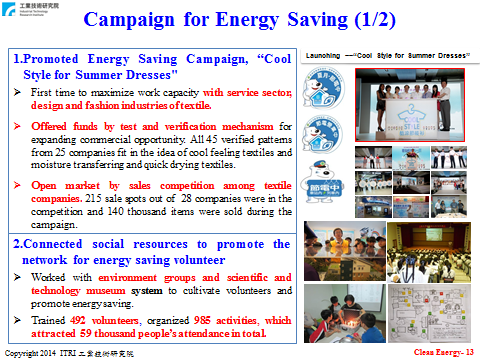 工業技術研究院
Industrial Technology
Research Institute
Campaign for Energy Saving (1/2)
1.Promoted Energy Saving Campaign, “Cool
Style for Summer Dresses"
➢ First time to maximize work capacity with service sector,
design and fashion industries of textile.
➢ Offered funds by test and verification mechanism for
expanding commercial opportunity. All 45 verified patterns
from 25 companies fit in the idea of cool feeling textiles and
moisture transferring and quick drying textiles.
➢ Open market by sales competition among textile
companies. 215 sale spots out of 28 companies were in the
competition and 140 thousand items were sold during the
campaign.
2.Connected social resources to promote the
network for energy saving volunteer
➢ Worked with environment groups and scientific and
technology museum system to cultivate volunteers and
promote energy saving.
➢ Trained 492 volunteers, organized 985 activities, which
attracted 59 thousand people’s attendance in total.
Launching —“Cool Style for Summer Dresses”
COOL
STYLE
節電中
Copyright 2014 ITRI 工業技術研究院
Clean Energy- 13